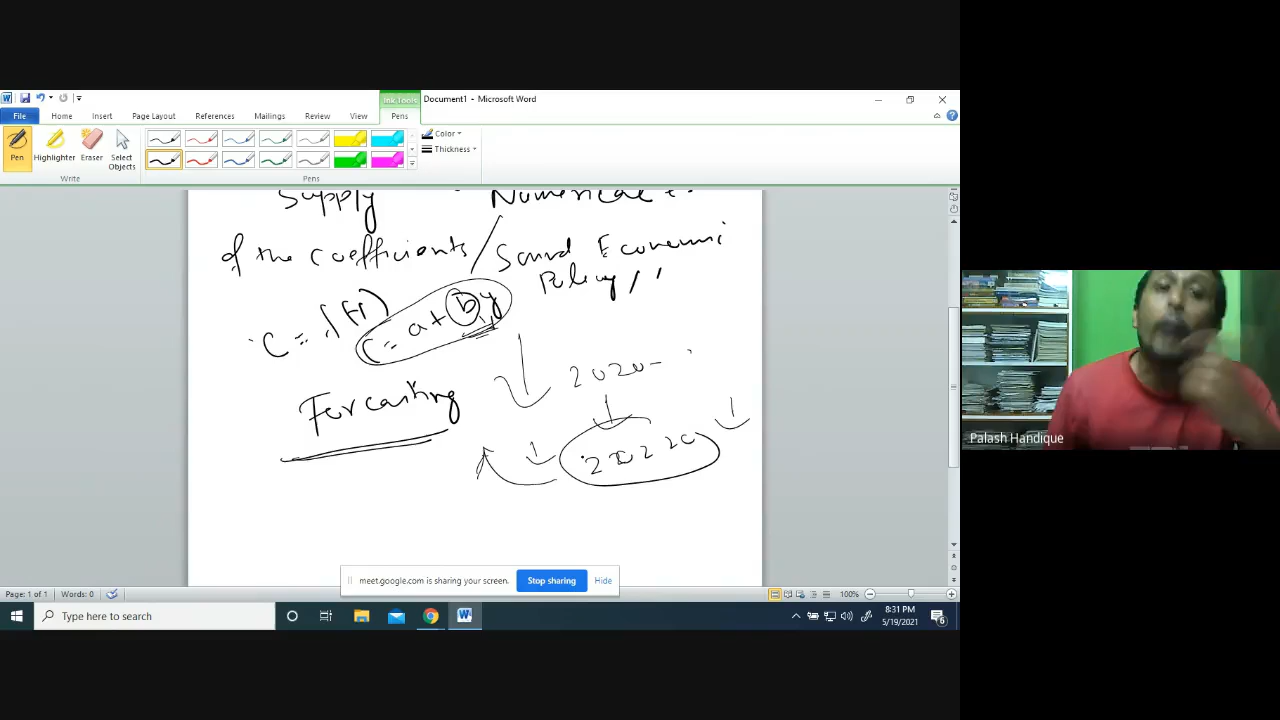 Ink Tools Document1 - Microsoft Word
File Home Insert Page Layout References Mailings Review View Pens
Pen Highlighter Eraser Select Objects
Color
Thickness
Write Pens
Supply Numerical
of the coefficients / Sound Economi
Policy
C = f(Y) C = a + by
2020-
Forcasting
meet.google.com is sharing your screen. Stop sharing Hide
Page: 1 of 1 Words: 0 100%
Type here to search
8:31 PM
5/19/2021
6
Palash Handique